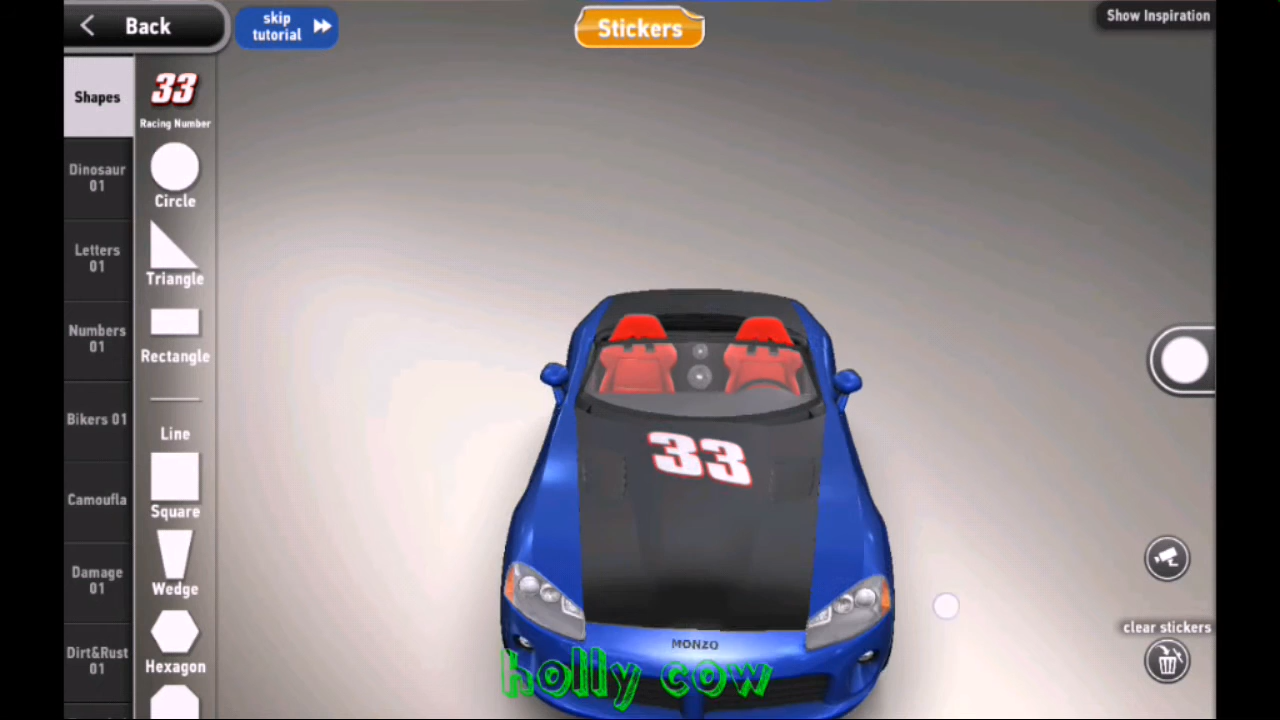 Back
skip
tutorial
Stickers
Show Inspiration
Shapes
33
Racing Number
Dinosaur
01
Circle
Letters
01
Triangle
Numbers
01
Rectangle
Bikers 01
Line
33
Camoufla
Square
Damage
01
Wedge
clear stickers
Dirt&Rust
01
Hexagon
MONZO
holly cow